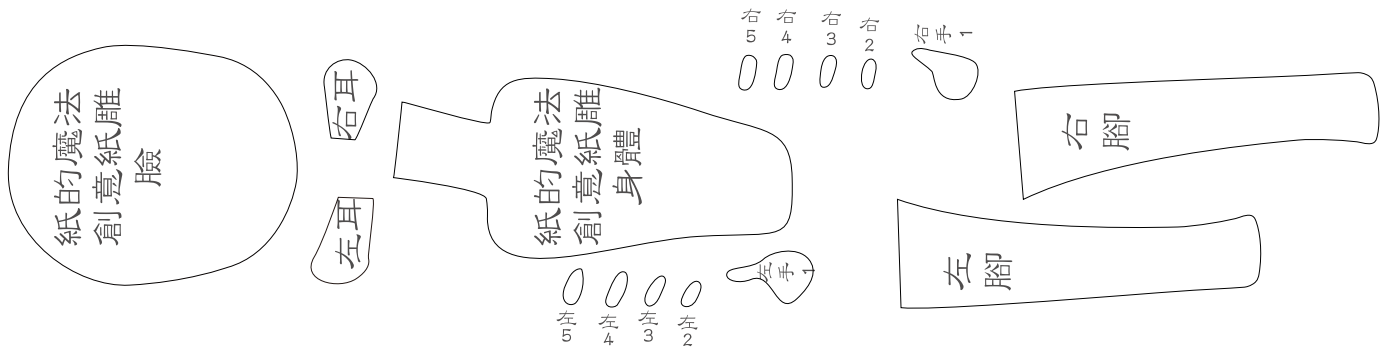 紙的魔法
創意紙雕
臉
右耳
左耳
紙的魔法
創意紙雕
身體
右5
右4
右3
右2
右手1
左5
左4
左3
左2
左手1
右腳
左腳